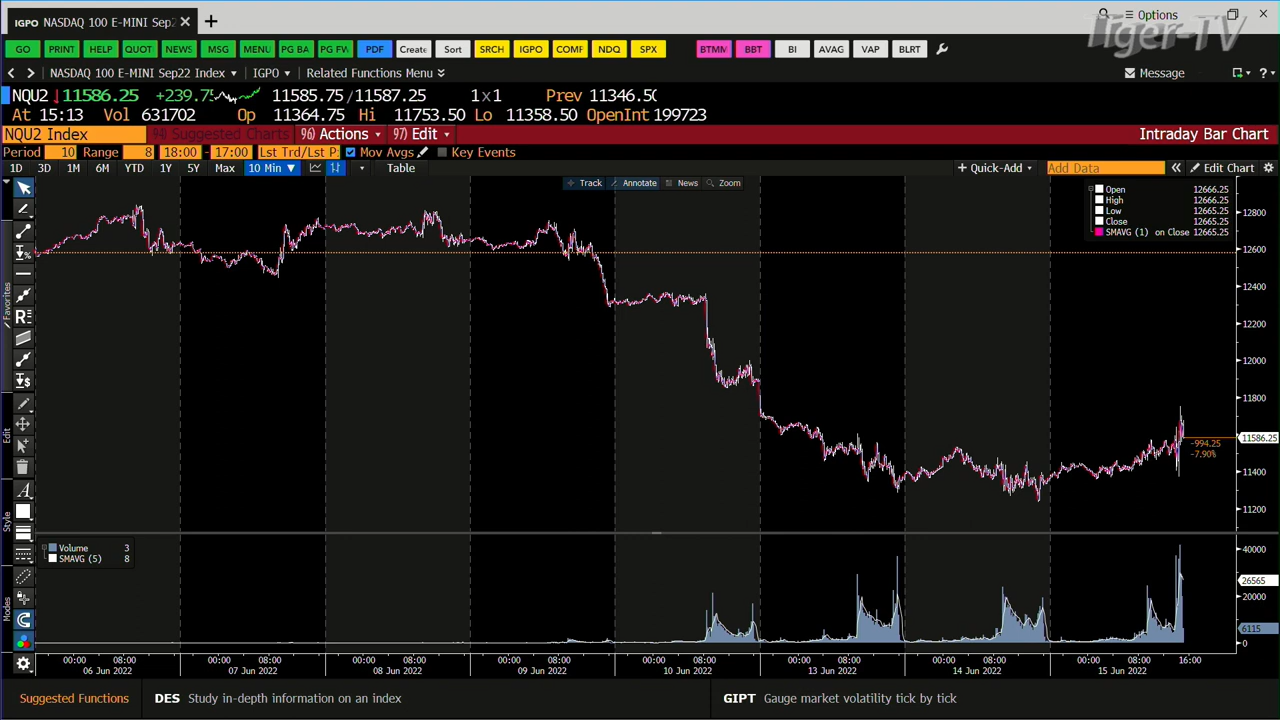 IGPO NASDAQ 100 E-MINI Sep22 × +
Options
Tiger-TV
GO PRINT HELP QUOT NEWS MSG MENU PG BA PG FW PDF Create Sort SRCH IGPO COMF NDQ SPX BTMM BBT BI AVAG VAP BLRT
NASDAQ 100 E-MINI Sep22 Index IGPO Related Functions Menu Message ?
NQU2 ↓11586.25 +239.75 11585.75/11587.25 1x1 Prev 11346.50
At 15:13 Vol 631702 Op 11364.75 Hi 11753.50 Lo 11358.50 OpenInt 199723
NQU2 Index 94) Suggested Charts 96) Actions 97) Edit Intraday Bar Chart
Period 10 Range 8 18:00 - 17:00 Lst Trd/Lst P Mov Avgs Key Events
1D 3D 1M 6M YTD 1Y 5Y Max 10 Min ▼ Table + Quick-Add Add Data « Edit Chart
Track Annotate News Zoom
Open 12666.25
High 12666.25
Low 12665.25
Close 12665.25
SMAVG (1) on Close 12665.25
12800
12600
12400
12200
12000
11800
11586.25
11400
11200
-994.25
-7.90%
Favorites
Edit
Style
Modes
Volume 3
SMAVG (5) 8
40000
26565
20000
6115
0
00:00 08:00 00:00 08:00 00:00 08:00 00:00 08:00 00:00 08:00 00:00 08:00 00:00 08:00 00:00 08:00 16:00
06 Jun 2022 07 Jun 2022 08 Jun 2022 09 Jun 2022 10 Jun 2022 13 Jun 2022 14 Jun 2022 15 Jun 2022
Suggested Functions DES Study in-depth information on an index GIPT Gauge market volatility tick by tick